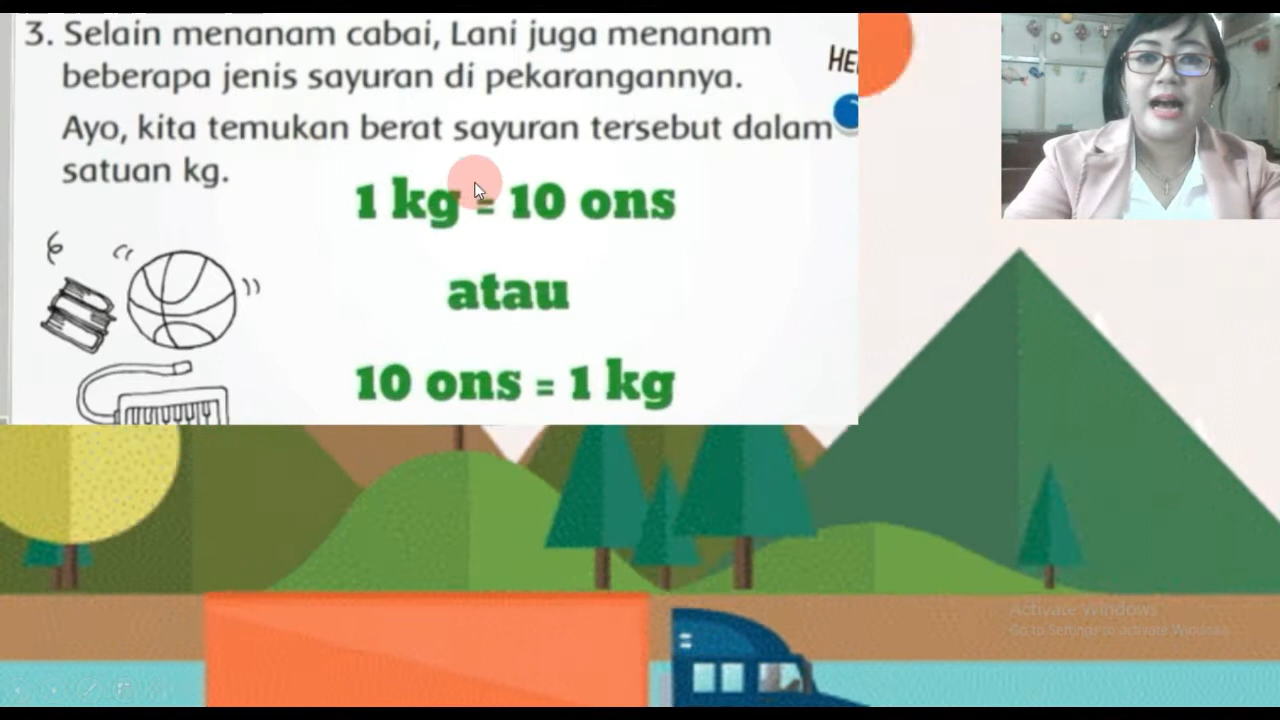 3. Selain menanam cabai, Lani juga menanam
beberapa jenis sayuran di pekarangannya.
Ayo, kita temukan berat sayuran tersebut dalam
satuan kg.
1 kg = 10 ons
atau
10 ons = 1 kg
HE
Activate Windows
Go to Settings to activate Windows.